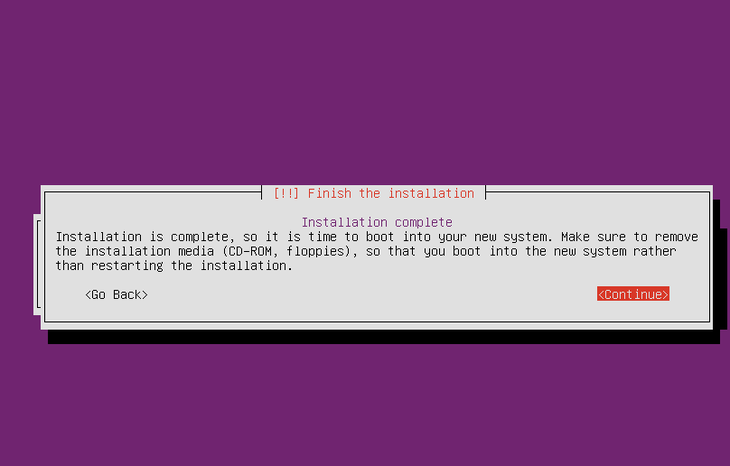 [!!] Finish the installation
Installation complete
Installation is complete, so it is time to boot into your new system. Make sure to remove
the installation media (CD-ROM, floppies), so that you boot into the new system rather
than restarting the installation.
<Go Back> <Continue>